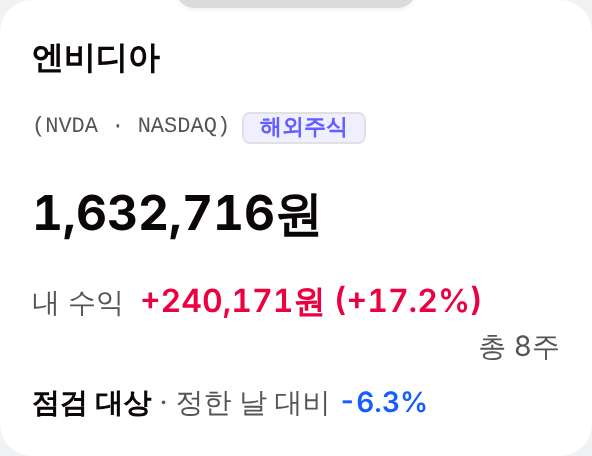 엔비디아
(NVDA · NASDAQ) 해외주식
1,632,716원
내 수익 +240,171원 (+17.2%)
총 8주
점검 대상 · 정한 날 대비 -6.3%